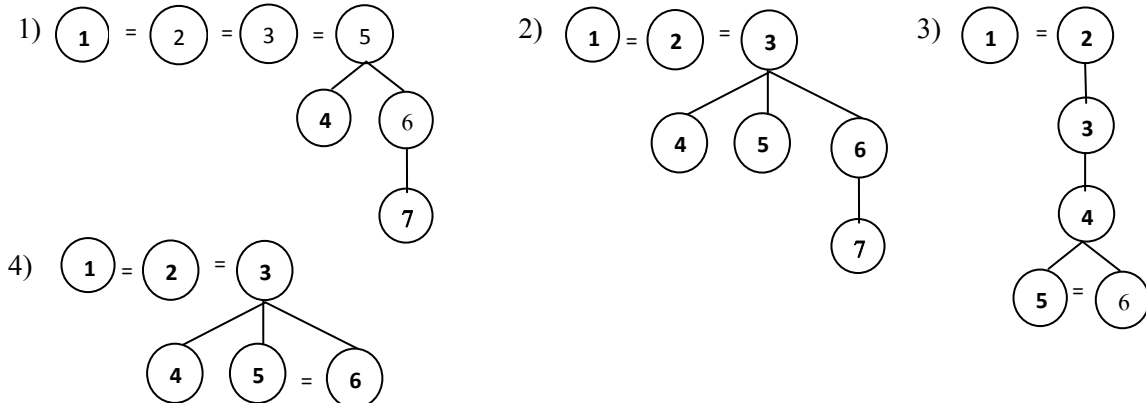 1) 1 = 2 = 3 = 5
4 6
7
2) 1 = 2 = 3
4 5 6
7
3) 1 = 2
3
4
5 = 6
4) 1 = 2 = 3
4 5 = 6